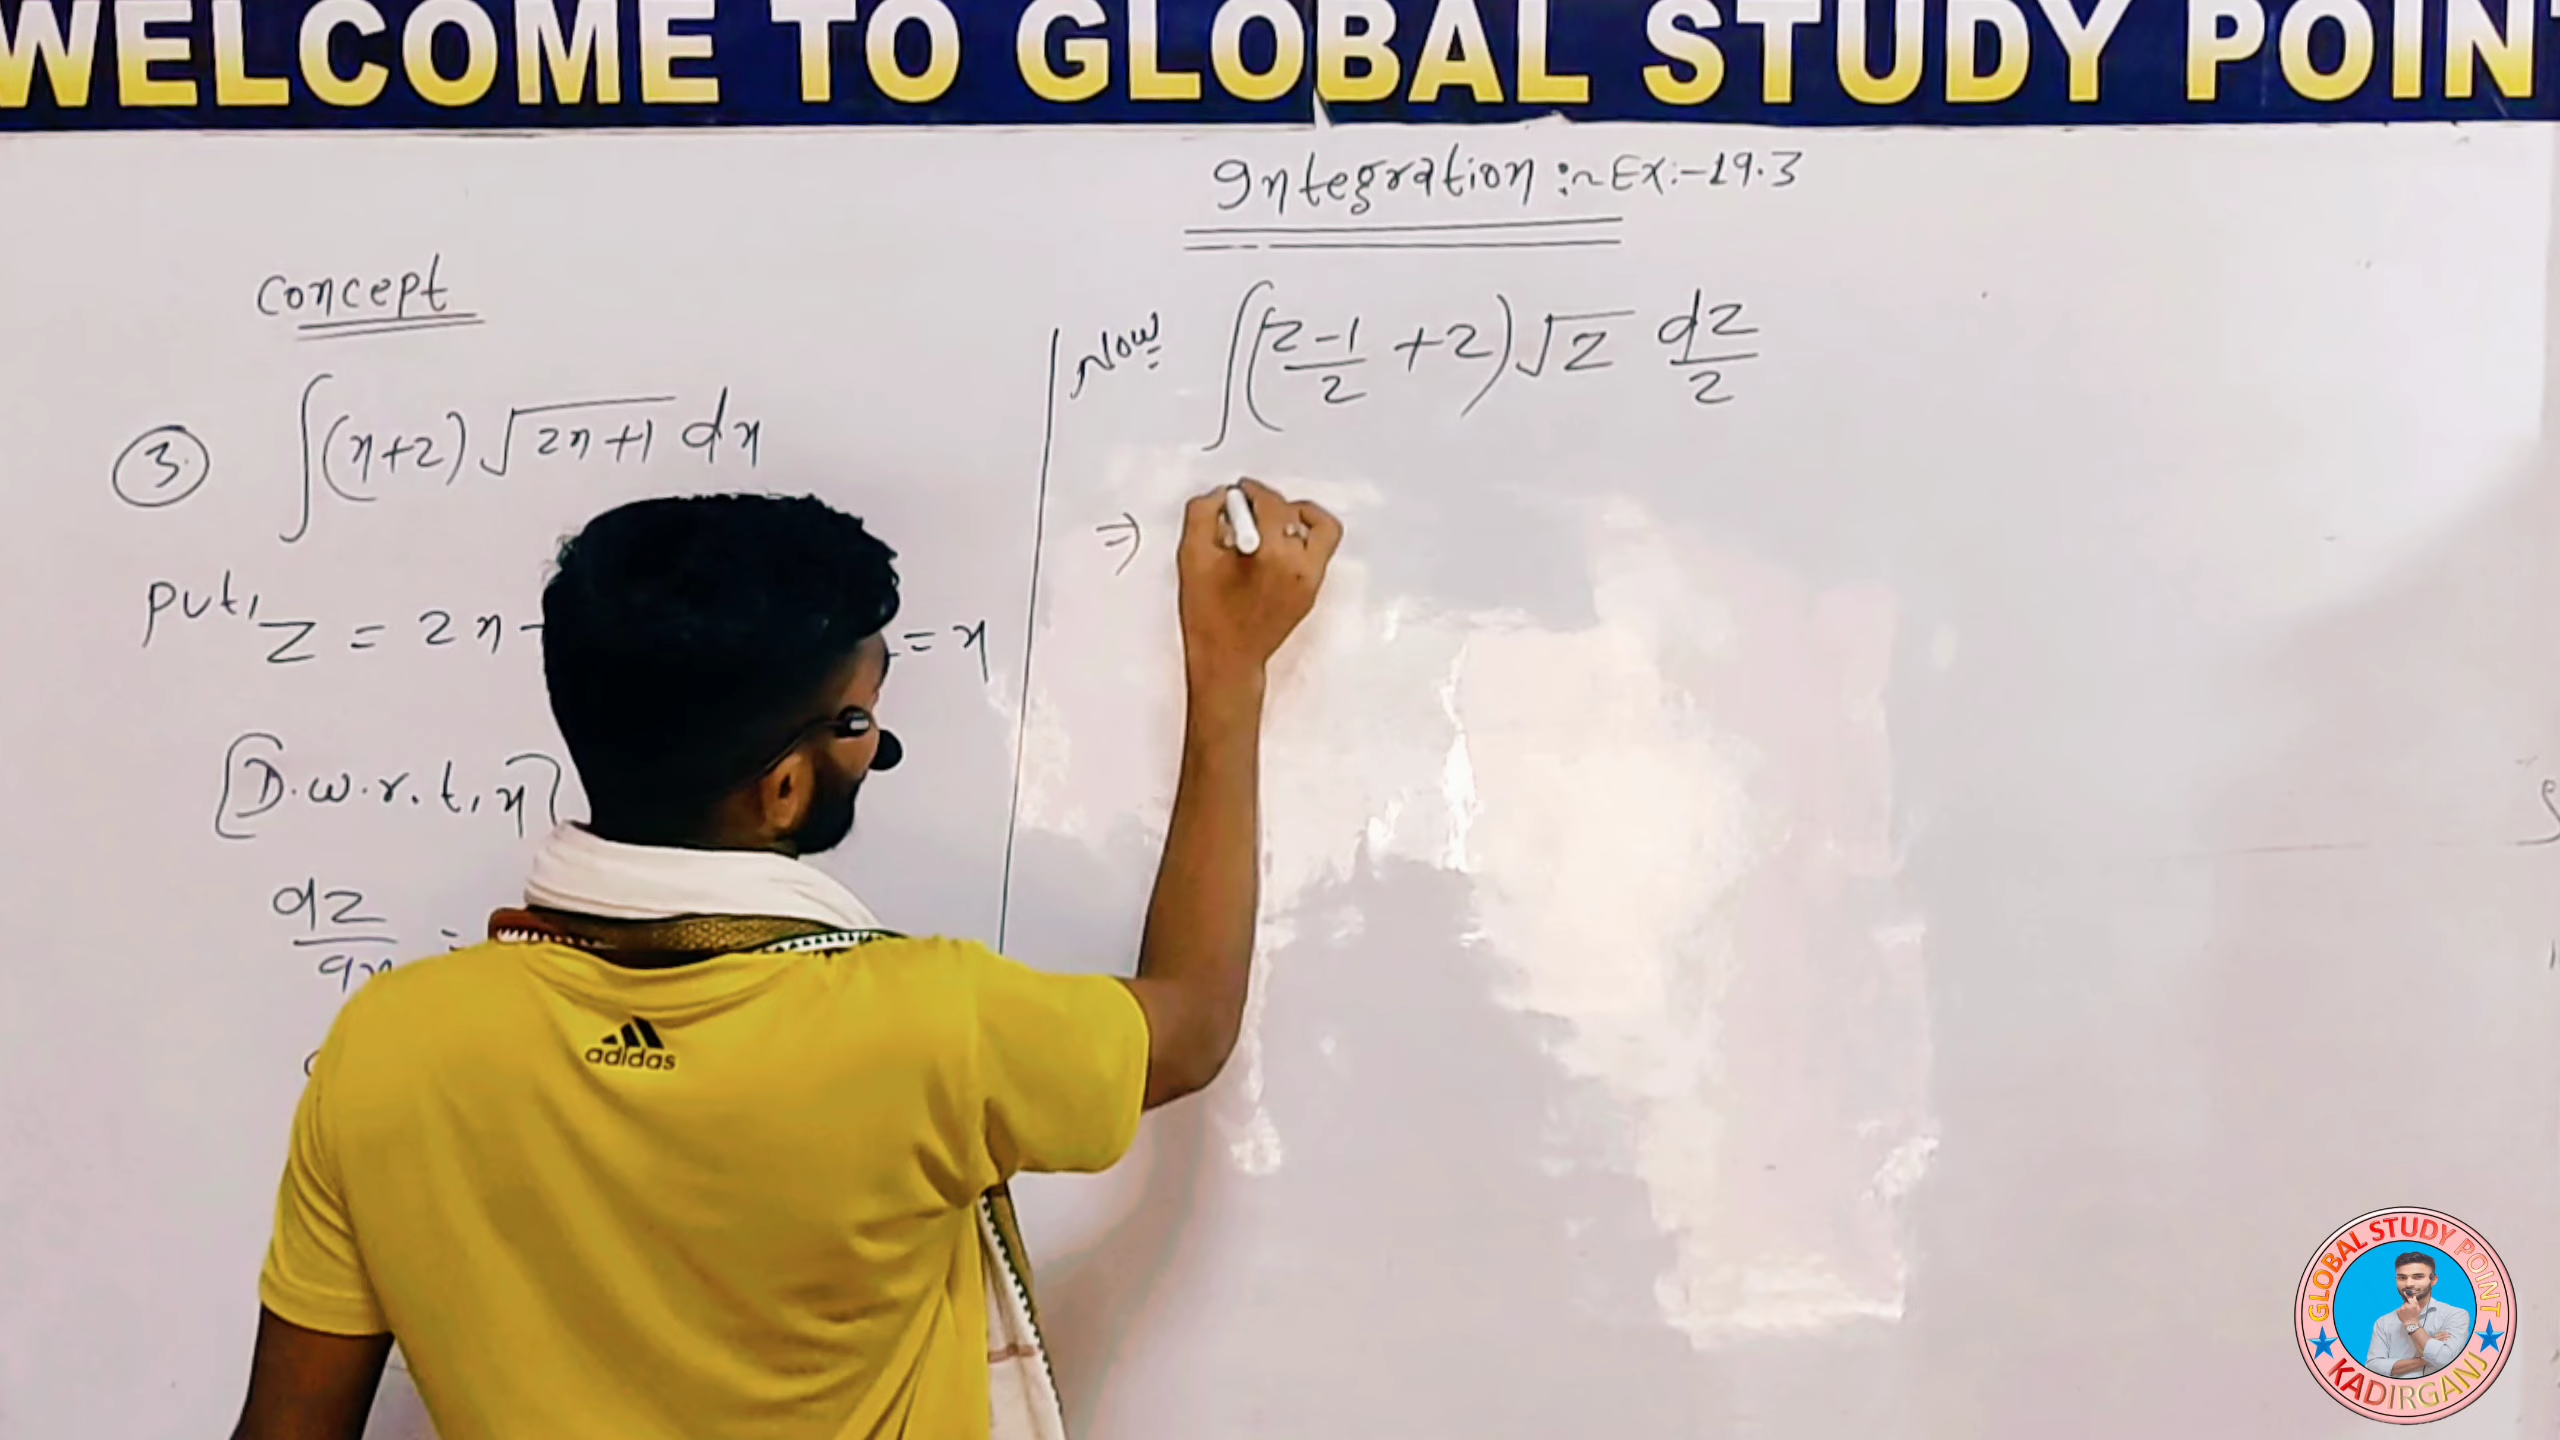 WELCOME TO GLOBAL STUDY POINT
Integration :~ Ex:-19.3
Concept
③ ∫(x+2)√(2x+1) dx
Put, z = 2x
= x
[D.w.r.t, x]
dz/dx =
Now ∫((z-1)/2 + 2)√z dz/2
⇒
adidas
GLOBAL STUDY POINT
KADIRGANJ